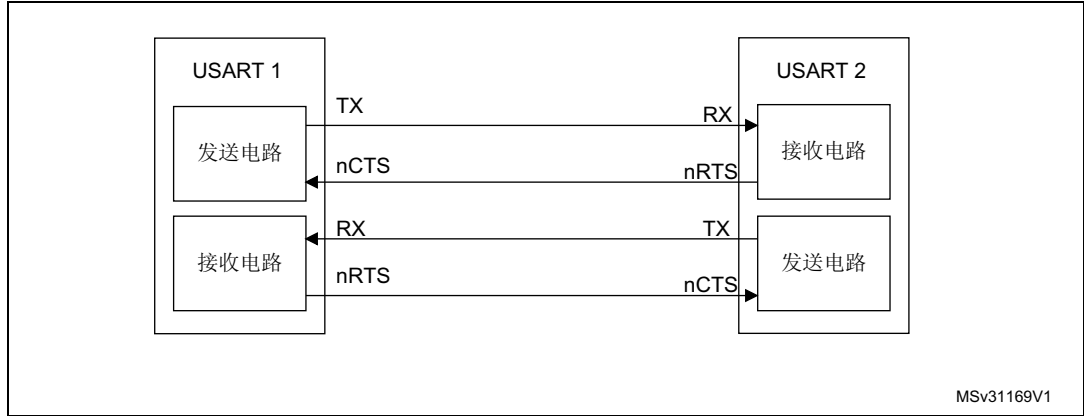 USART 1
USART 2
TX
RX
发送电路
接收电路
nCTS
nRTS
RX
TX
接收电路
发送电路
nRTS
nCTS
MSv31169V1